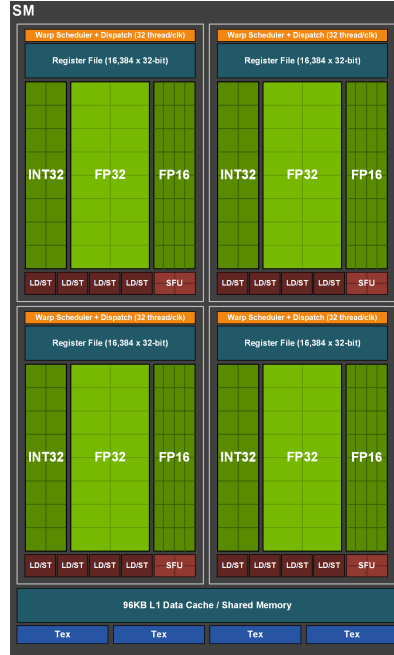 SM
Warp Scheduler + Dispatch (32 thread/clk)
Register File (16,384 x 32-bit)
INT32 FP32 FP16
LD/ST LD/ST LD/ST LD/ST SFU
Warp Scheduler + Dispatch (32 thread/clk)
Register File (16,384 x 32-bit)
INT32 FP32 FP16
LD/ST LD/ST LD/ST LD/ST SFU
Warp Scheduler + Dispatch (32 thread/clk)
Register File (16,384 x 32-bit)
INT32 FP32 FP16
LD/ST LD/ST LD/ST LD/ST SFU
Warp Scheduler + Dispatch (32 thread/clk)
Register File (16,384 x 32-bit)
INT32 FP32 FP16
LD/ST LD/ST LD/ST LD/ST SFU
96KB L1 Data Cache / Shared Memory
Tex Tex Tex Tex